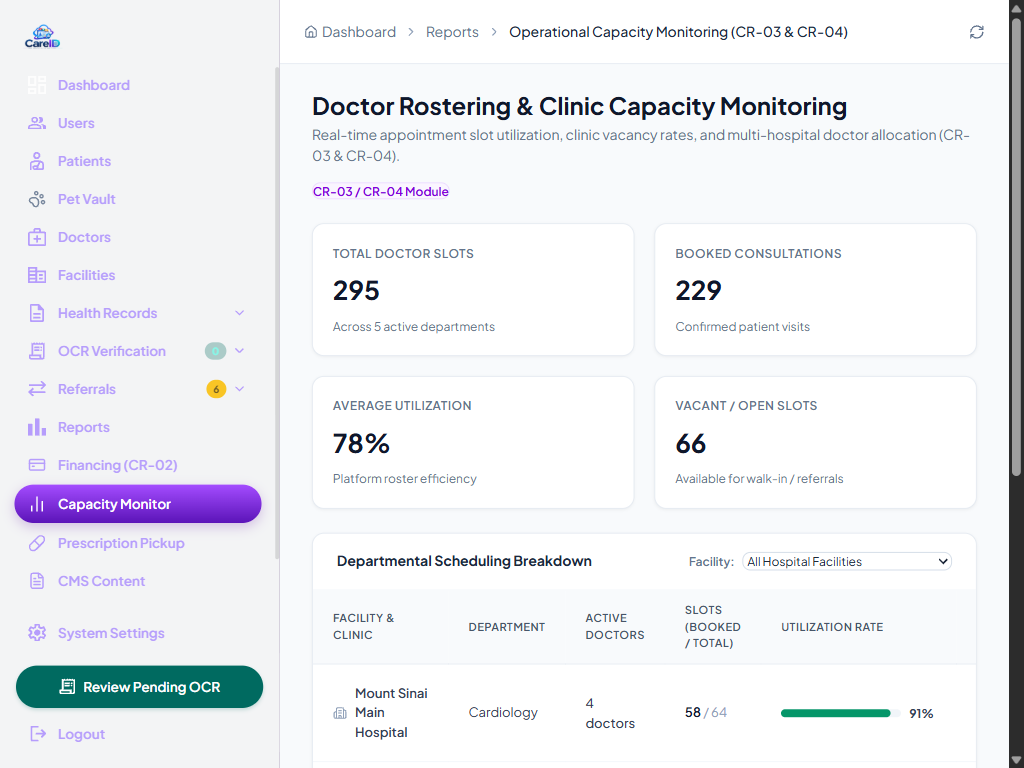 CareID
Dashboard
Users
Patients
Pet Vault
Doctors
Facilities
Health Records
OCR Verification 0
Referrals 6
Reports
Financing (CR-02)
Capacity Monitor
Prescription Pickup
CMS Content
System Settings
Review Pending OCR
Logout
Dashboard > Reports > Operational Capacity Monitoring (CR-03 & CR-04)
Doctor Rostering & Clinic Capacity Monitoring
Real-time appointment slot utilization, clinic vacancy rates, and multi-hospital doctor allocation (CR-
03 & CR-04).
CR-03 / CR-04 Module
TOTAL DOCTOR SLOTS
295
Across 5 active departments
BOOKED CONSULTATIONS
229
Confirmed patient visits
AVERAGE UTILIZATION
78%
Platform roster efficiency
VACANT / OPEN SLOTS
66
Available for walk-in / referrals
Departmental Scheduling Breakdown
Facility: All Hospital Facilities
FACILITY &
CLINIC
DEPARTMENT
ACTIVE
DOCTORS
SLOTS
(BOOKED
/ TOTAL)
UTILIZATION RATE
Mount Sinai
Main
Hospital
Cardiology
4
doctors
58 / 64
91%